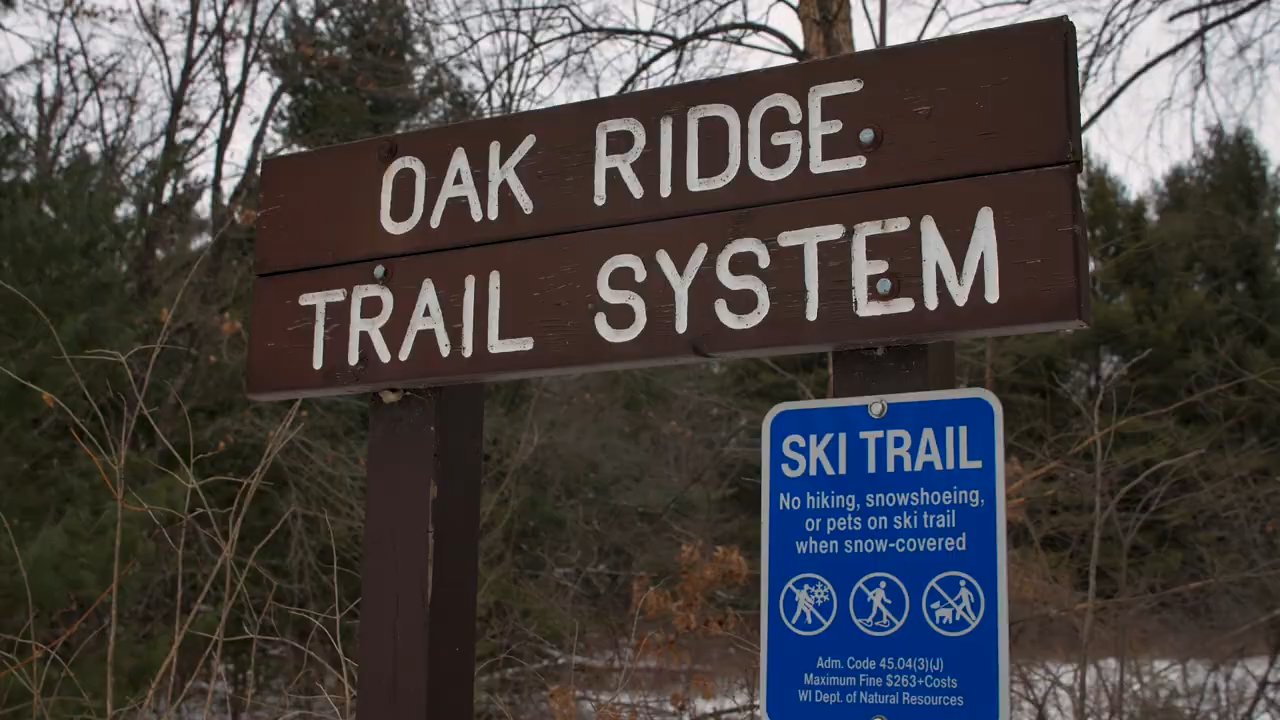 OAK RIDGE
TRAIL SYSTEM
SKI TRAIL
No hiking, snowshoeing,
or pets on ski trail
when snow-covered
Adm. Code 45.04(3)(J)
Maximum Fine $263+Costs
WI Dept. of Natural Resources